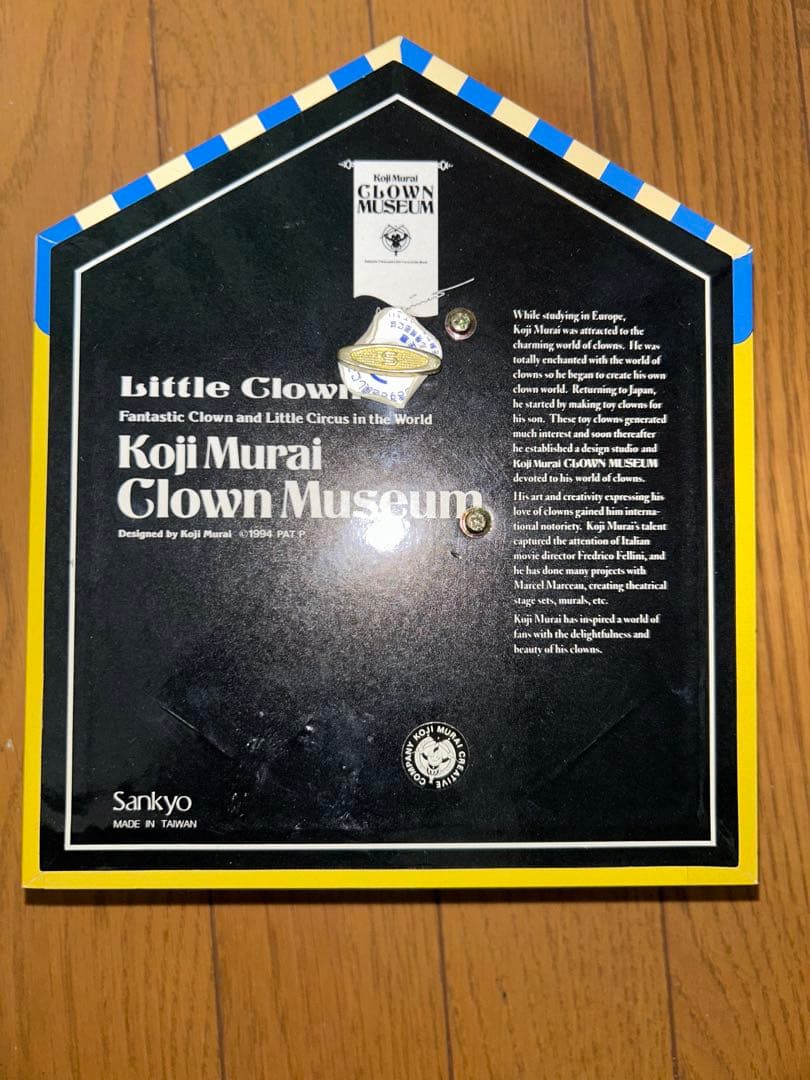 Koji Murai
CLOWN
MUSEUM
Little Clown
Fantastic Clown and Little Circus in the World
Koji Murai
Clown Museum
Designed by Koji Murai ©1994 PAT P
While studying in Europe,
Koji Murai was attracted to the
charming world of clowns. He was
totally enchanted with the world of
clowns so he began to create his own
clown world. Returning to Japan,
he started by making toy clowns for
his son. These toy clowns generated
much interest and soon thereafter
he established a design studio and
Koji Murai CLOWN MUSEUM
devoted to his world of clowns.
His art and creativity expressing his
love of clowns gained him interna-
tional notoriety. Koji Murai's talent
captured the attention of Italian
movie director Fredrico Fellini, and
he has done many projects with
Marcel Marceau, creating theatrical
stage sets, murals, etc.
Koji Murai has inspired a world of
fans with the delightfulness and
beauty of his clowns.
COMPANY KOJI MURAI CREATIVE
Sankyo
MADE IN TAIWAN
S